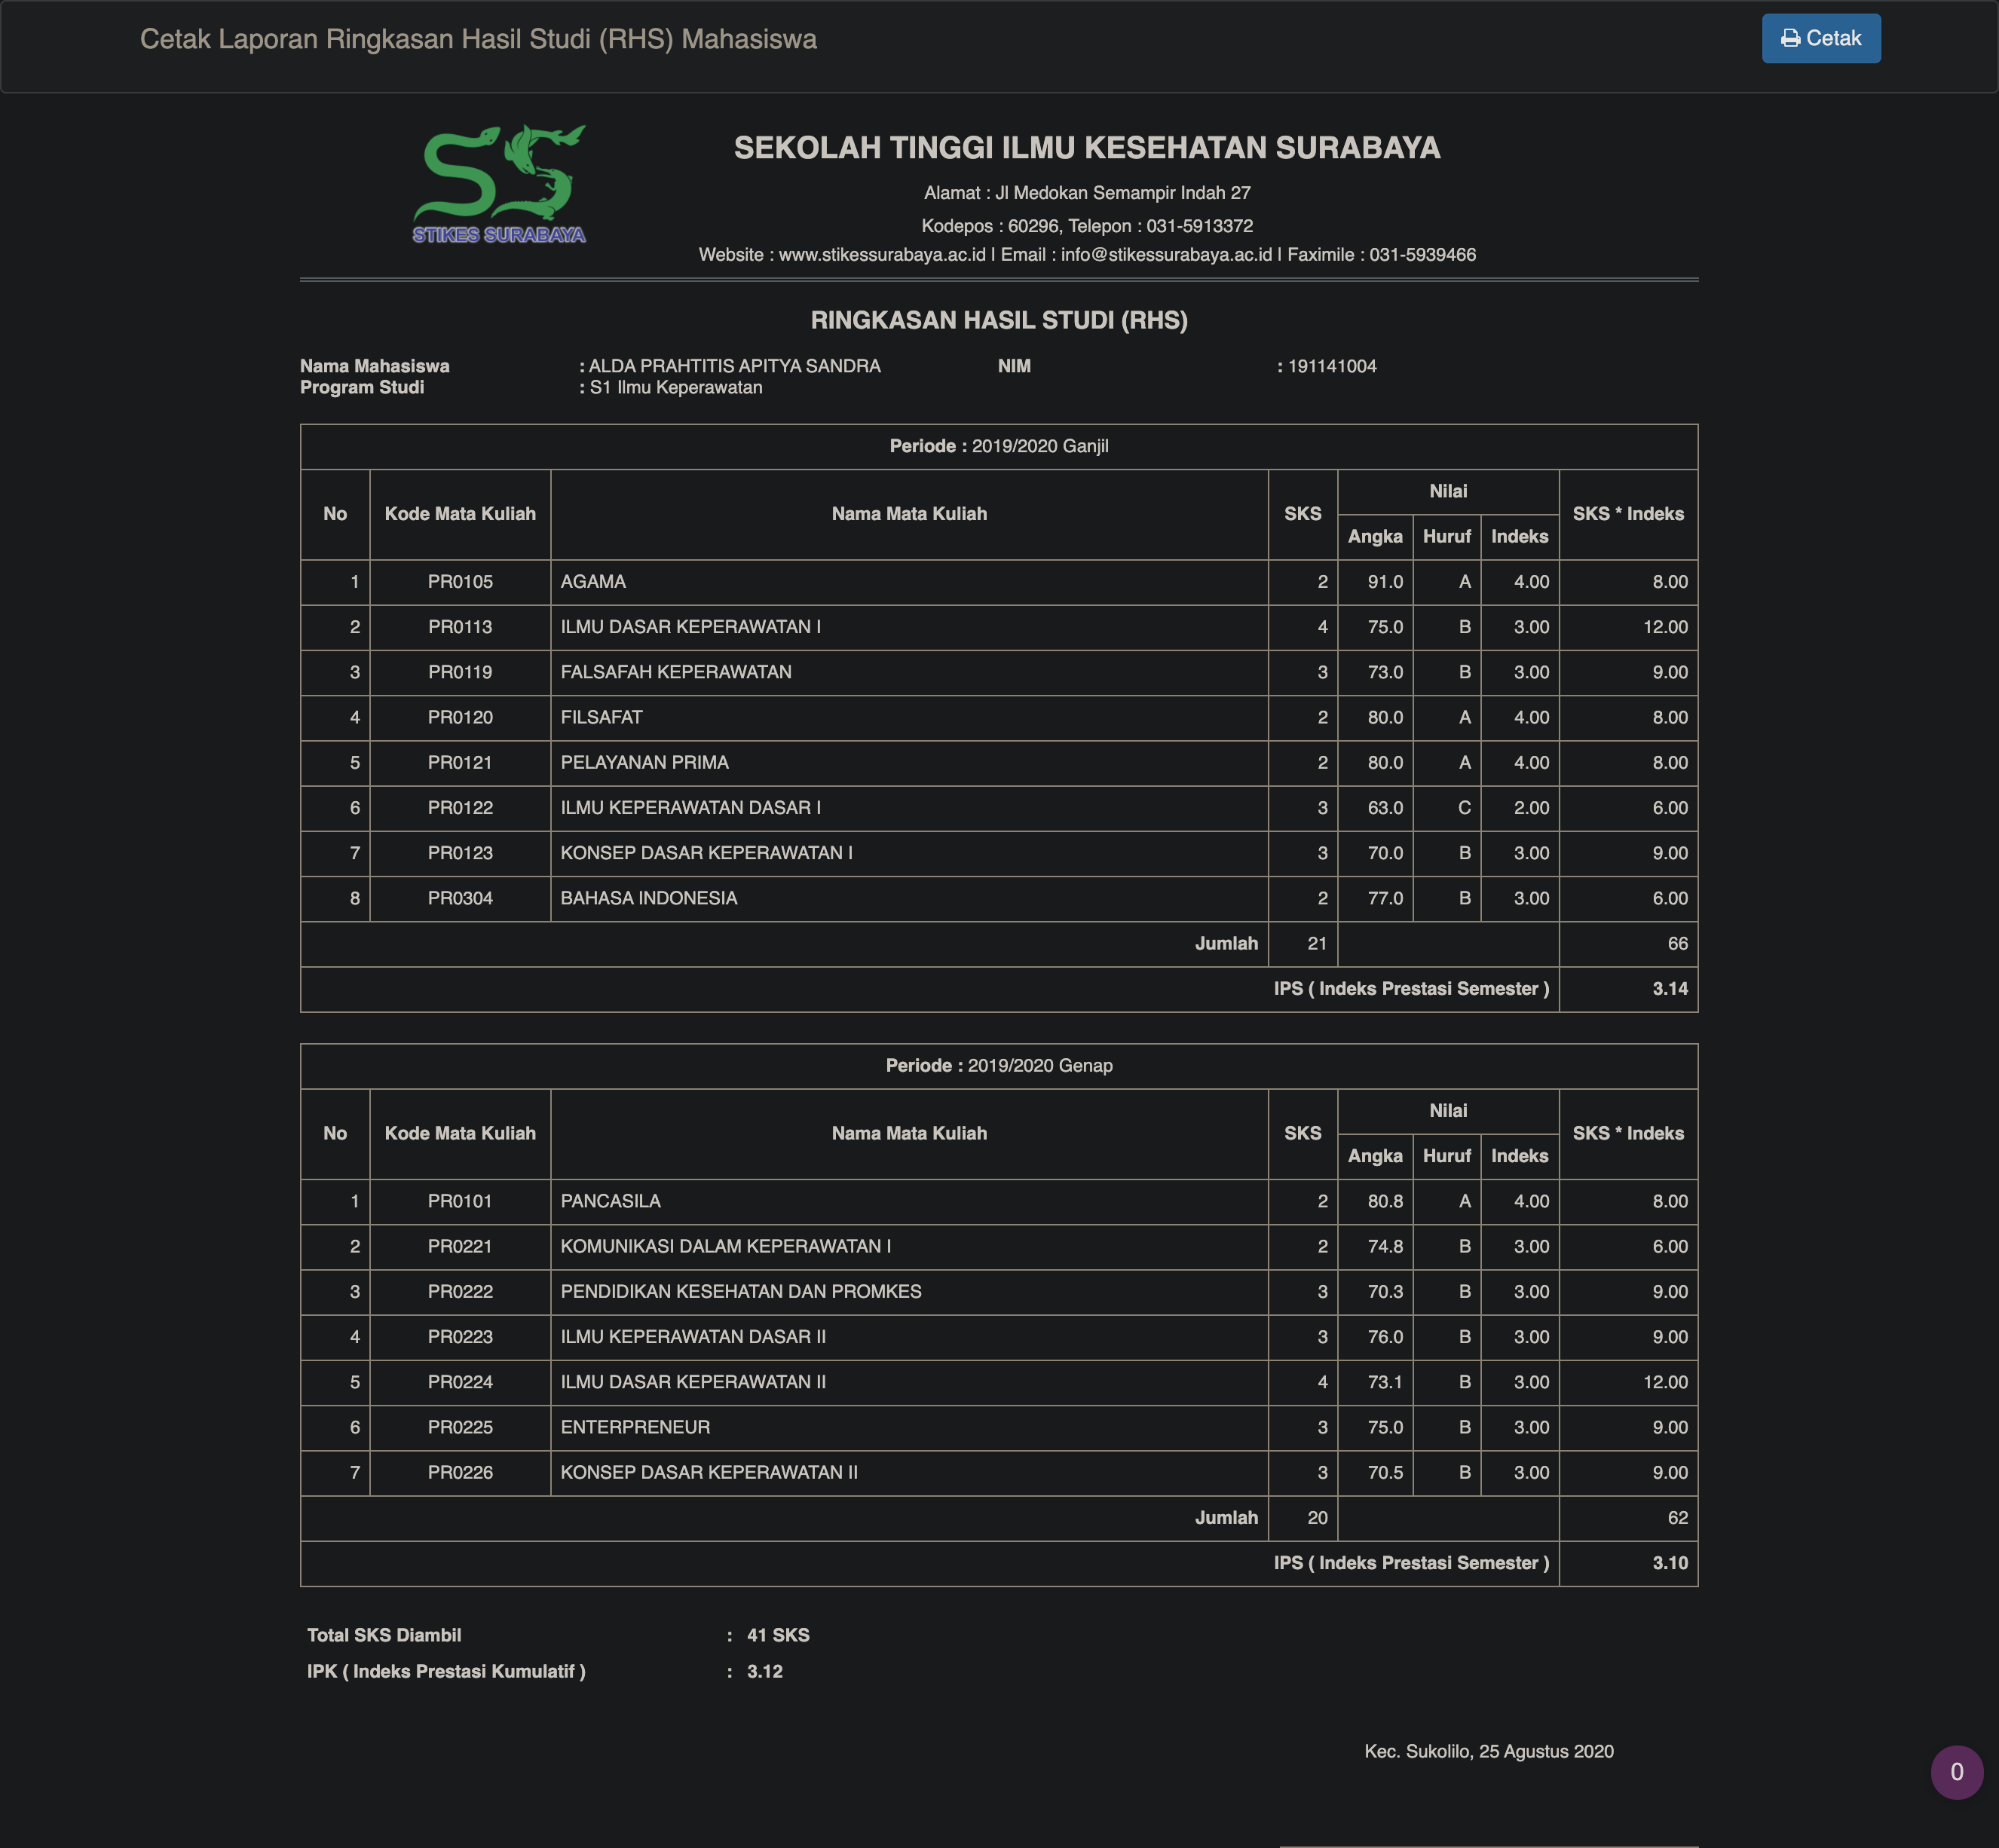 Cetak Laporan Ringkasan Hasil Studi (RHS) Mahasiswa
Cetak
STIKES SURABAYA
SEKOLAH TINGGI ILMU KESEHATAN SURABAYA
Alamat : Jl Medokan Semampir Indah 27
Kodepos : 60296, Telepon : 031-5913372
Website : www.stikessurabaya.ac.id | Email : info@stikessurabaya.ac.id | Faximile : 031-5939466
RINGKASAN HASIL STUDI (RHS)
Nama Mahasiswa : ALDA PRAHTITIS APITYA SANDRA NIM : 191141004
Program Studi : S1 Ilmu Keperawatan
Periode : 2019/2020 Ganjil
No Kode Mata Kuliah Nama Mata Kuliah SKS Nilai SKS * Indeks
Angka Huruf Indeks
1 PR0105 AGAMA 2 91.0 A 4.00 8.00
2 PR0113 ILMU DASAR KEPERAWATAN I 4 75.0 B 3.00 12.00
3 PR0119 FALSAFAH KEPERAWATAN 3 73.0 B 3.00 9.00
4 PR0120 FILSAFAT 2 80.0 A 4.00 8.00
5 PR0121 PELAYANAN PRIMA 2 80.0 A 4.00 8.00
6 PR0122 ILMU KEPERAWATAN DASAR I 3 63.0 C 2.00 6.00
7 PR0123 KONSEP DASAR KEPERAWATAN I 3 70.0 B 3.00 9.00
8 PR0304 BAHASA INDONESIA 2 77.0 B 3.00 6.00
Jumlah 21 66
IPS ( Indeks Prestasi Semester ) 3.14
Periode : 2019/2020 Genap
No Kode Mata Kuliah Nama Mata Kuliah SKS Nilai SKS * Indeks
Angka Huruf Indeks
1 PR0101 PANCASILA 2 80.8 A 4.00 8.00
2 PR0221 KOMUNIKASI DALAM KEPERAWATAN I 2 74.8 B 3.00 6.00
3 PR0222 PENDIDIKAN KESEHATAN DAN PROMKES 3 70.3 B 3.00 9.00
4 PR0223 ILMU KEPERAWATAN DASAR II 3 76.0 B 3.00 9.00
5 PR0224 ILMU DASAR KEPERAWATAN II 4 73.1 B 3.00 12.00
6 PR0225 ENTERPRENEUR 3 75.0 B 3.00 9.00
7 PR0226 KONSEP DASAR KEPERAWATAN II 3 70.5 B 3.00 9.00
Jumlah 20 62
IPS ( Indeks Prestasi Semester ) 3.10
Total SKS Diambil : 41 SKS
IPK ( Indeks Prestasi Kumulatif ) : 3.12
Kec. Sukolilo, 25 Agustus 2020
0